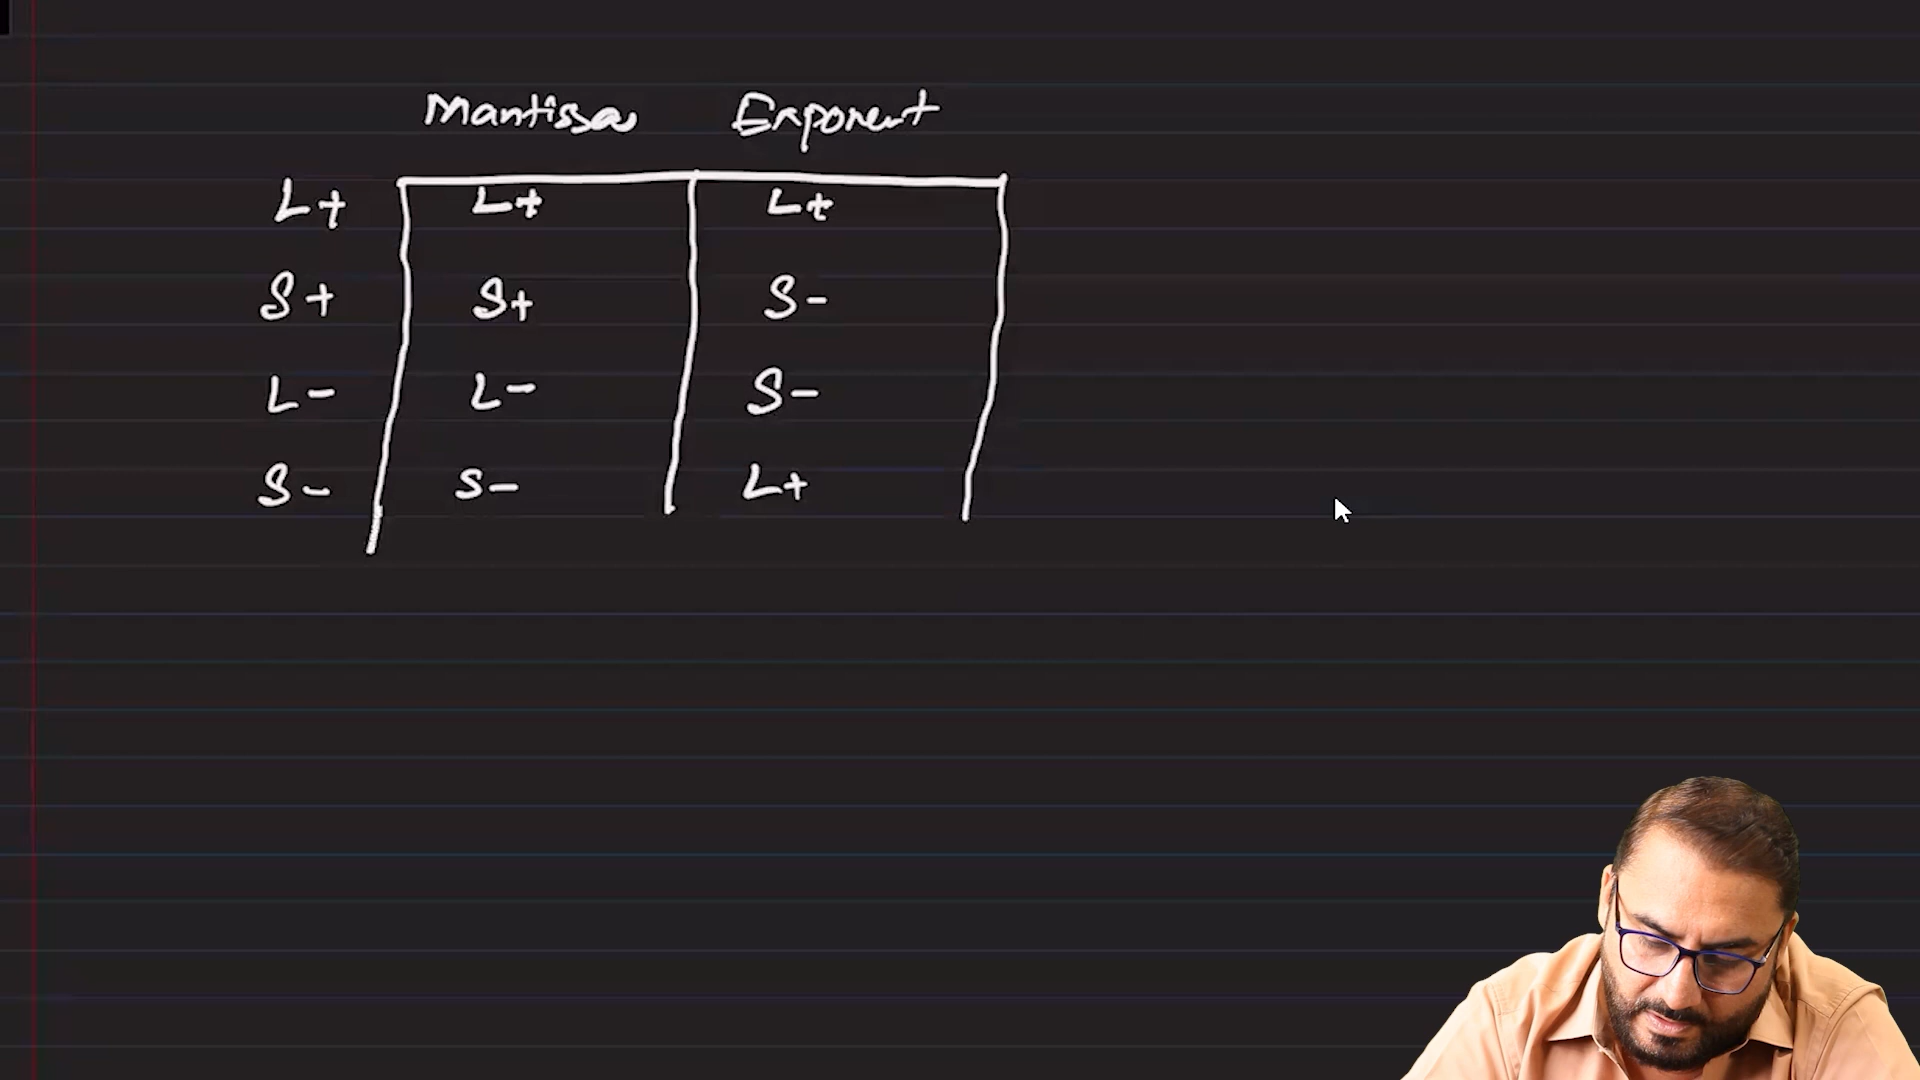 Mantissa Exponent
L+ L+ L+
S+ S+ S-
L- L- S-
S- S- L+